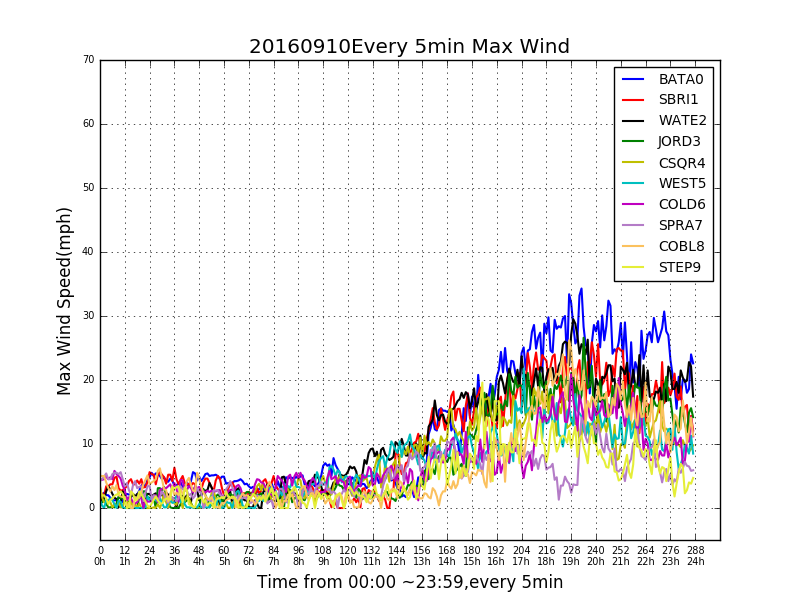 20160910Every 5min Max Wind
70
60
50
40
30
20
10
0
Max Wind Speed(mph)
BATA0
SBRI1
WATE2
JORD3
CSQR4
WEST5
COLD6
SPRA7
COBL8
STEP9
0 12 24 36 48 60 72 84 96 108 120 132 144 156 168 180 192 204 216 228 240 252 264 276 288
0h 1h 2h 3h 4h 5h 6h 7h 8h 9h 10h 11h 12h 13h 14h 15h 16h 17h 18h 19h 20h 21h 22h 23h 24h
Time from 00:00 ~23:59,every 5min